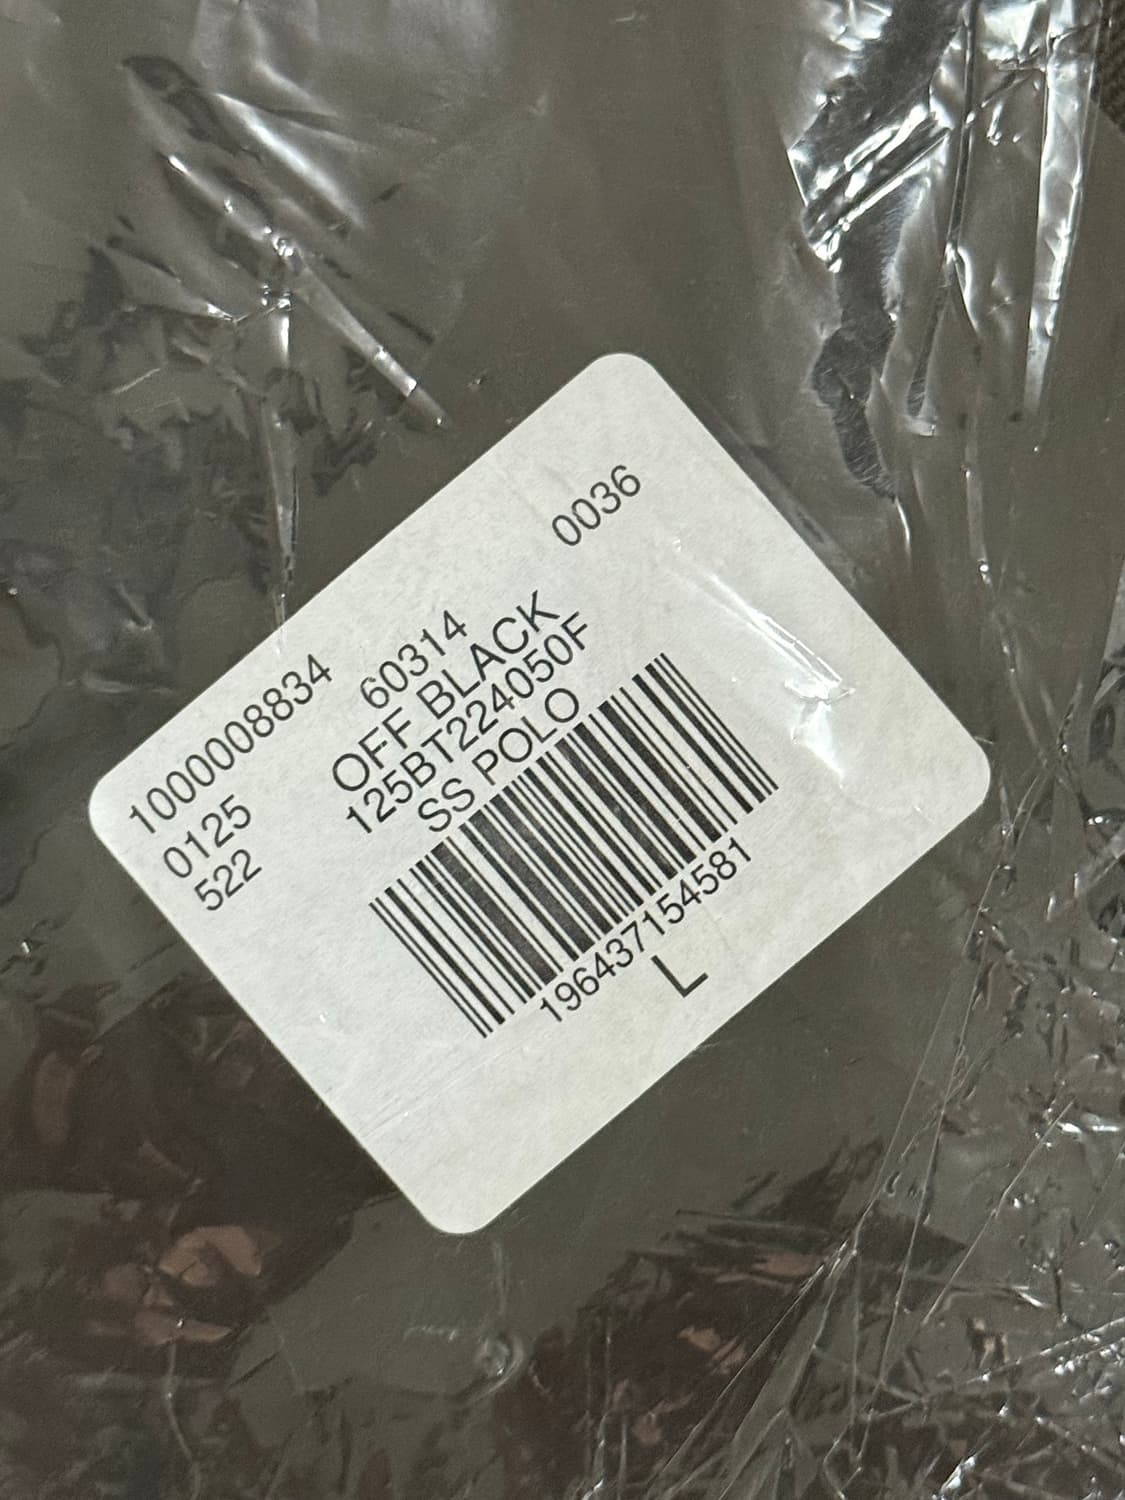 0036
1000008834
0125
522
60314
OFF BLACK
125BT224050F
SS POLO
196437154581
L